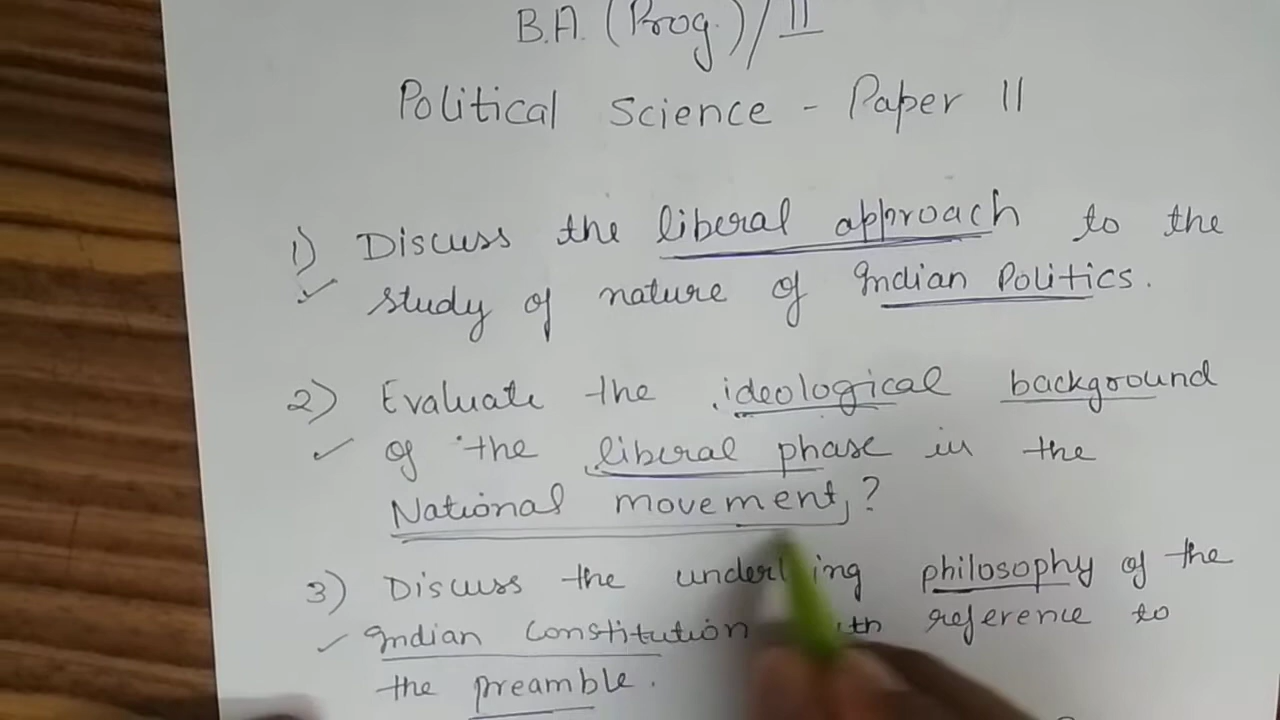 B.A. (Prog.)/II
Political Science - Paper II
1) Discuss the liberal approach to the
study of nature of Indian Politics.
2) Evaluate the ideological background
of the liberal phase in the
National movement, ?
3) Discuss the philosophy of the
Indian Constitution reference to
the preamble.